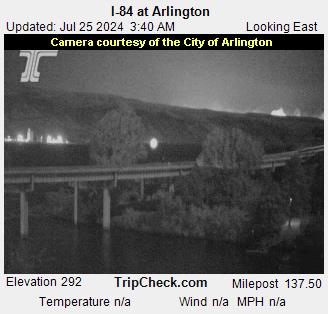 I-84 at Arlington
Updated: Jul 25 2024 3:40 AM Looking East
Camera courtesy of the City of Arlington
Elevation 292 TripCheck.com Milepost 137.50
Temperature n/a Wind n/a MPH n/a